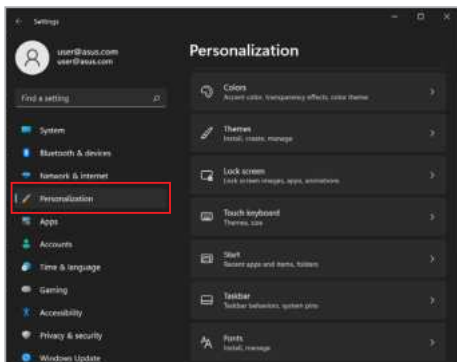 Settings
user@asus.com
user@asus.com
Find a setting
System
Bluetooth & devices
Network & internet
Personalization
Apps
Accounts
Time & language
Gaming
Accessibility
Privacy & security
Windows Update
Personalization
Colors
Accent color, transparency effects, color theme
Themes
Install, create, manage
Lock screen
Lock screen images, apps, animations
Touch keyboard
Themes, size
Start
Recent apps and items, folders
Taskbar
Taskbar behaviors, system pins
Fonts
Install, manage